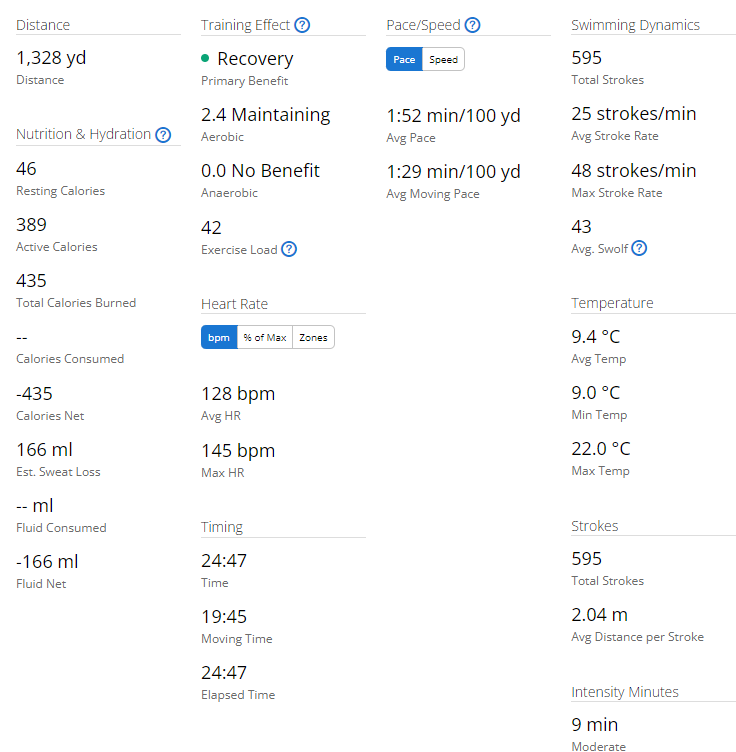 Distance
1,328 yd
Distance
Nutrition & Hydration ?
46
Resting Calories
389
Active Calories
435
Total Calories Burned
--
Calories Consumed
-435
Calories Net
166 ml
Est. Sweat Loss
-- ml
Fluid Consumed
-166 ml
Fluid Net
Training Effect ?
Recovery
Primary Benefit
2.4 Maintaining
Aerobic
0.0 No Benefit
Anaerobic
42
Exercise Load ?
Heart Rate
bpm % of Max Zones
128 bpm
Avg HR
145 bpm
Max HR
Timing
24:47
Time
19:45
Moving Time
24:47
Elapsed Time
Pace/Speed ?
Pace Speed
1:52 min/100 yd
Avg Pace
1:29 min/100 yd
Avg Moving Pace
Swimming Dynamics
595
Total Strokes
25 strokes/min
Avg Stroke Rate
48 strokes/min
Max Stroke Rate
43
Avg. Swolf ?
Temperature
9.4 °C
Avg Temp
9.0 °C
Min Temp
22.0 °C
Max Temp
Strokes
595
Total Strokes
2.04 m
Avg Distance per Stroke
Intensity Minutes
9 min
Moderate